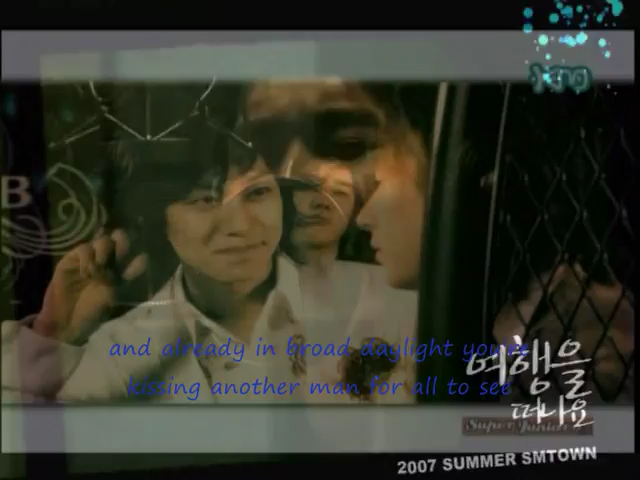 B
and already in broad daylight you're
kissing another man for all to see
여행을
떠나요
Super Junior
2007 SUMMER SMTOWN